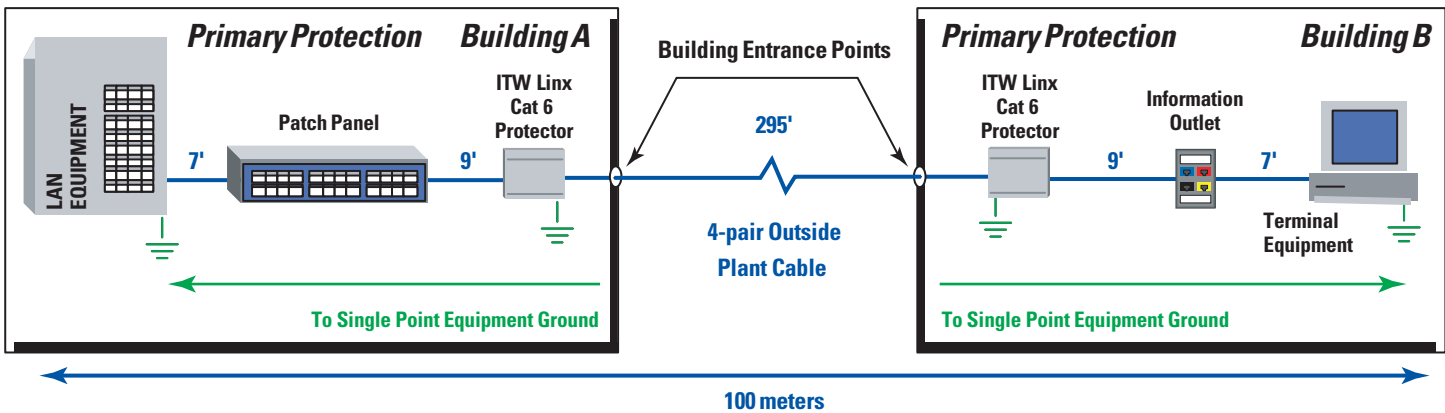 Primary Protection
Building A
LAN
EQUIPMENT
7'
Patch Panel
9'
ITW Linx
Cat 6
Protector
To Single Point Equipment Ground
Building Entrance Points
295'
4-pair Outside
Plant Cable
Primary Protection
Building B
ITW Linx
Cat 6
Protector
9'
Information
Outlet
7'
Terminal
Equipment
To Single Point Equipment Ground
100 meters